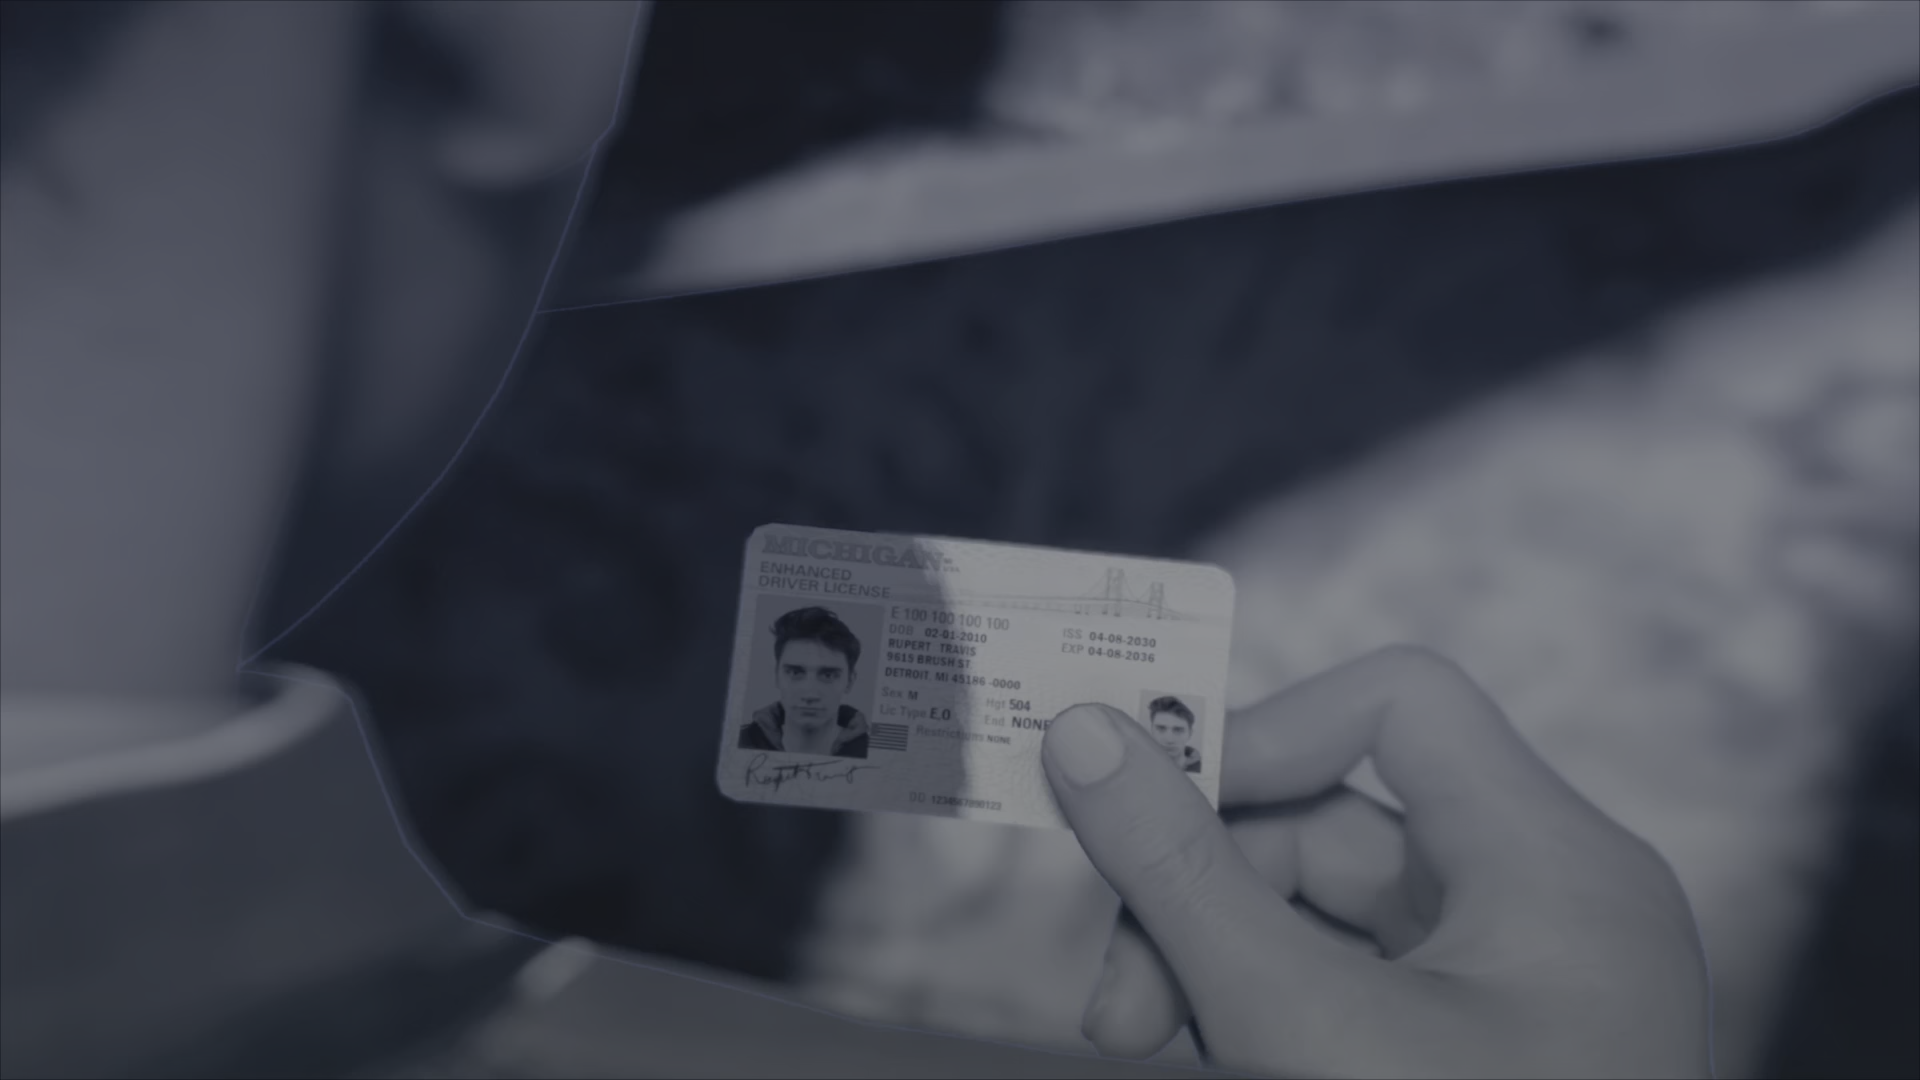 MICHIGAN
ENHANCED
DRIVER LICENSE
E 100 100 100 100
DOB 02-01-2010
RUPERT TRAVIS
9615 BRUSH ST
DETROIT MI 45186-0000
ISS 04-08-2030
EXP 04-08-2036
Sex M Hgt 504
Lic Type E,O End NONE
Restrictions NONE
DD 1234567890123